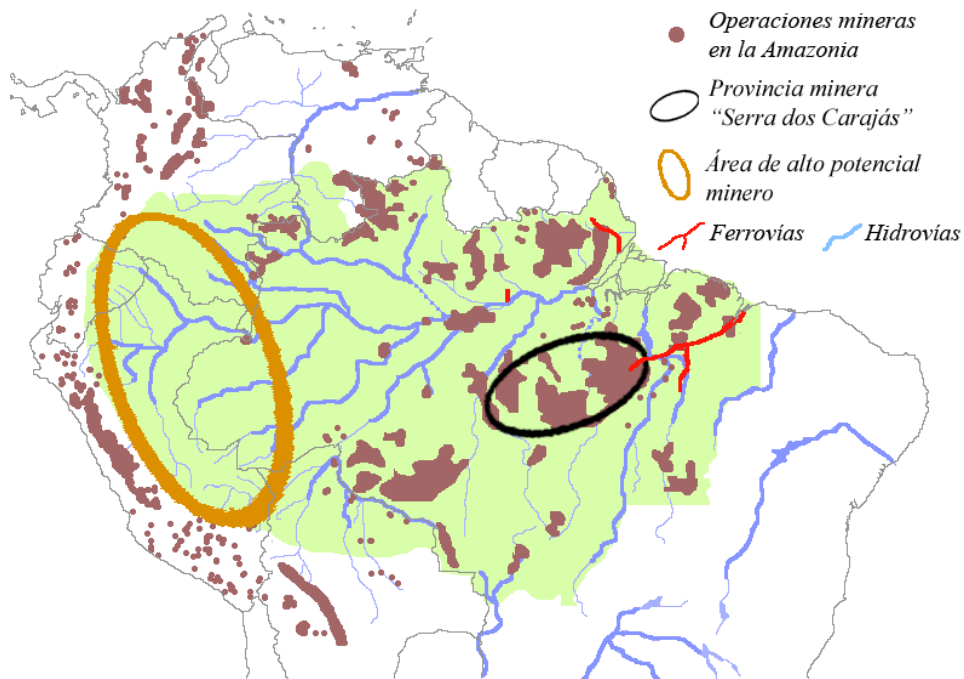 Operaciones mineras
en la Amazonia
Provincia minera
“Serra dos Carajás”
Área de alto potencial
minero
Ferrovías
Hidrovías